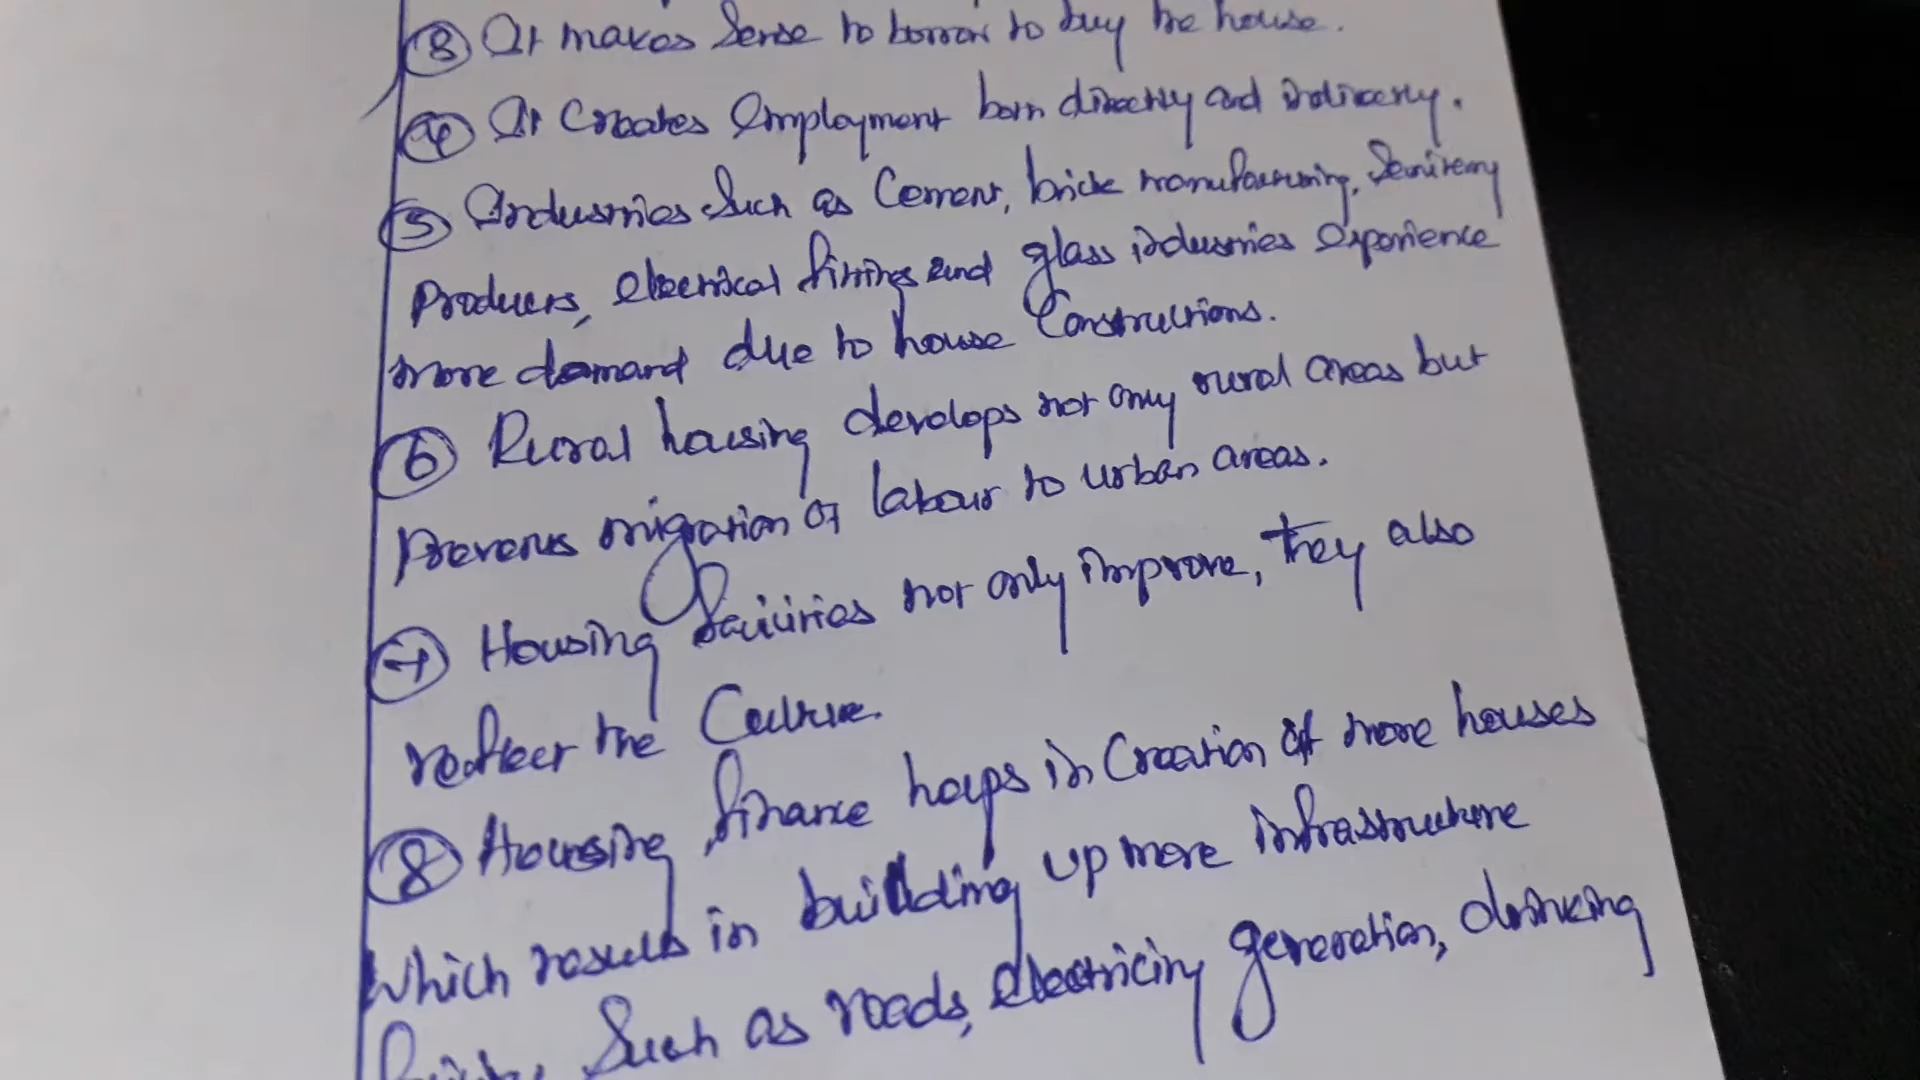 ③ It makes sense to borrow to buy the house.
④ It creates employment both directly and indirectly.
⑤ Industries such as Cement, brick manufacturing, Sanitary
Products, electrical fittings and glass industries experience
more demand due to house Constructions.
⑥ Rural housing develops not only rural areas but
prevents migration of labour to urban areas.
⑦ Housing facilities not only improve, they also
reflect the Culture.
⑧ Housing finance helps in Creation of more houses
Which results in building up more infrastructure
Such as roads, electricity generation, drinking